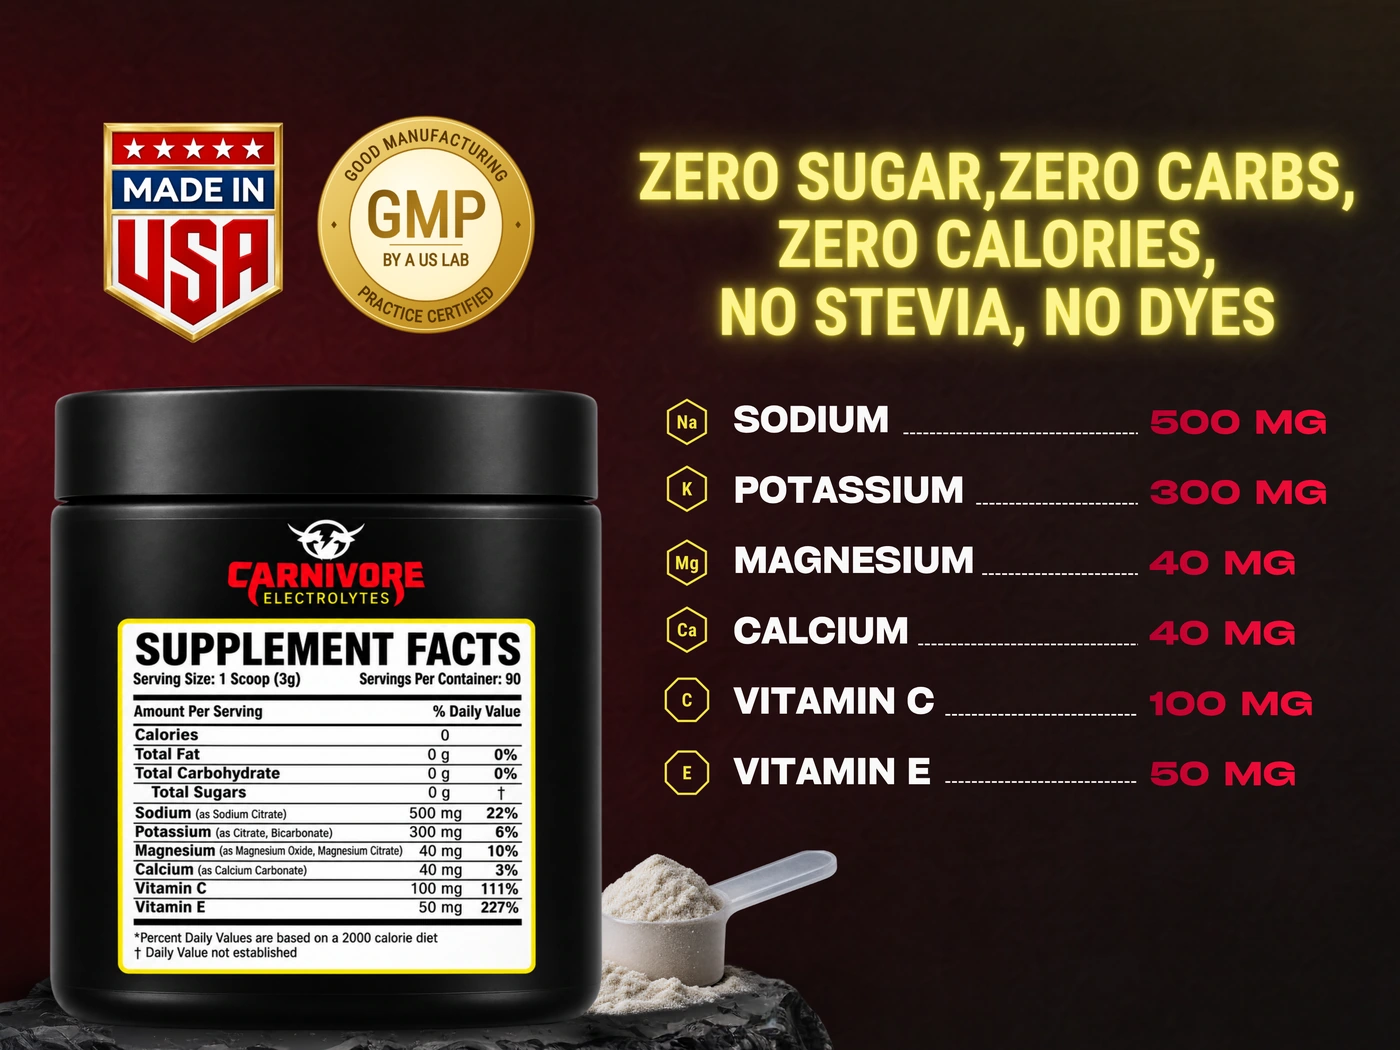 MADE IN
USA
GOOD MANUFACTURING
GMP
BY A US LAB
PRACTICE CERTIFIED
ZERO SUGAR,ZERO CARBS,
ZERO CALORIES,
NO STEVIA, NO DYES
Na SODIUM 500 MG
K POTASSIUM 300 MG
Mg MAGNESIUM 40 MG
Ca CALCIUM 40 MG
C VITAMIN C 100 MG
E VITAMIN E 50 MG
CARNIVORE
ELECTROLYTES
SUPPLEMENT FACTS
Serving Size: 1 Scoop (3g) Servings Per Container: 90
Amount Per Serving % Daily Value
Calories 0
Total Fat 0 g 0%
Total Carbohydrate 0 g 0%
Total Sugars 0 g †
Sodium (as Sodium Citrate) 500 mg 22%
Potassium (as Citrate, Bicarbonate) 300 mg 6%
Magnesium (as Magnesium Oxide, Magnesium Citrate) 40 mg 10%
Calcium (as Calcium Carbonate) 40 mg 3%
Vitamin C 100 mg 111%
Vitamin E 50 mg 227%
*Percent Daily Values are based on a 2000 calorie diet
† Daily Value not established